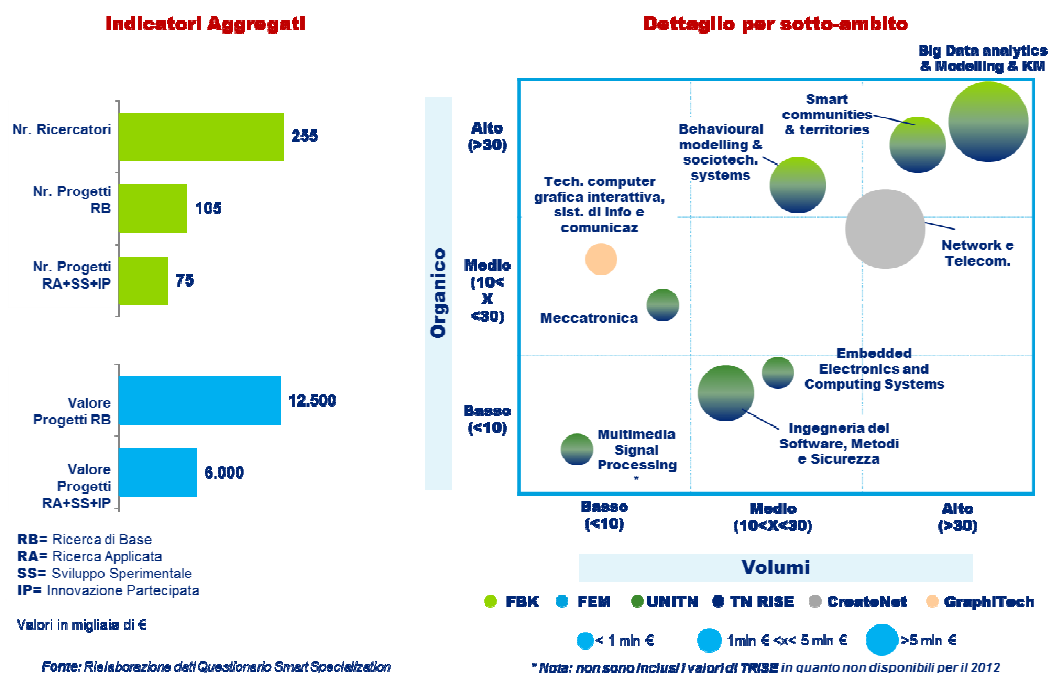 Indicatori Aggregati
Nr. Ricercatori
255
Nr. Progetti
RB
105
Nr. Progetti
RA+SS+IP
75
Valore
Progetti RB
12.500
Valore
Progetti
RA+SS+IP
6.000
RB= Ricerca di Base
RA= Ricerca Applicata
SS= Sviluppo Sperimentale
IP= Innovazione Partecipata
Valori in migliaia di €
Fonte: Rielaborazione dati Questionario Smart Specialization
Dettaglio per sotto-ambito
Big Data analytics
& Modelling & KM
Smart
communities
& territories
Behavioural
modelling &
sociotech.
systems
Tech. computer
grafica interattiva,
sist. di info e
comunicaz
Network e
Telecom.
Meccatronica
Embedded
Electronics and
Computing Systems
Ingegneria del
Software, Metodi
e Sicurezza
Multimedia
Signal
Processing
*
Organico
Alto
(>30)
Medio
(10<
X
<30)
Basso
(<10)
Basso
(<10)
Medio
(10<X<30)
Alto
(>30)
Volumi
FBK
FEM
UNITN
TN RISE
CreateNet
GraphiTech
< 1 mln €
1mln € <x< 5 mln €
>5 mln €
* Nota: non sono inclusi i valori di TRISE in quanto non disponibili per il 2012